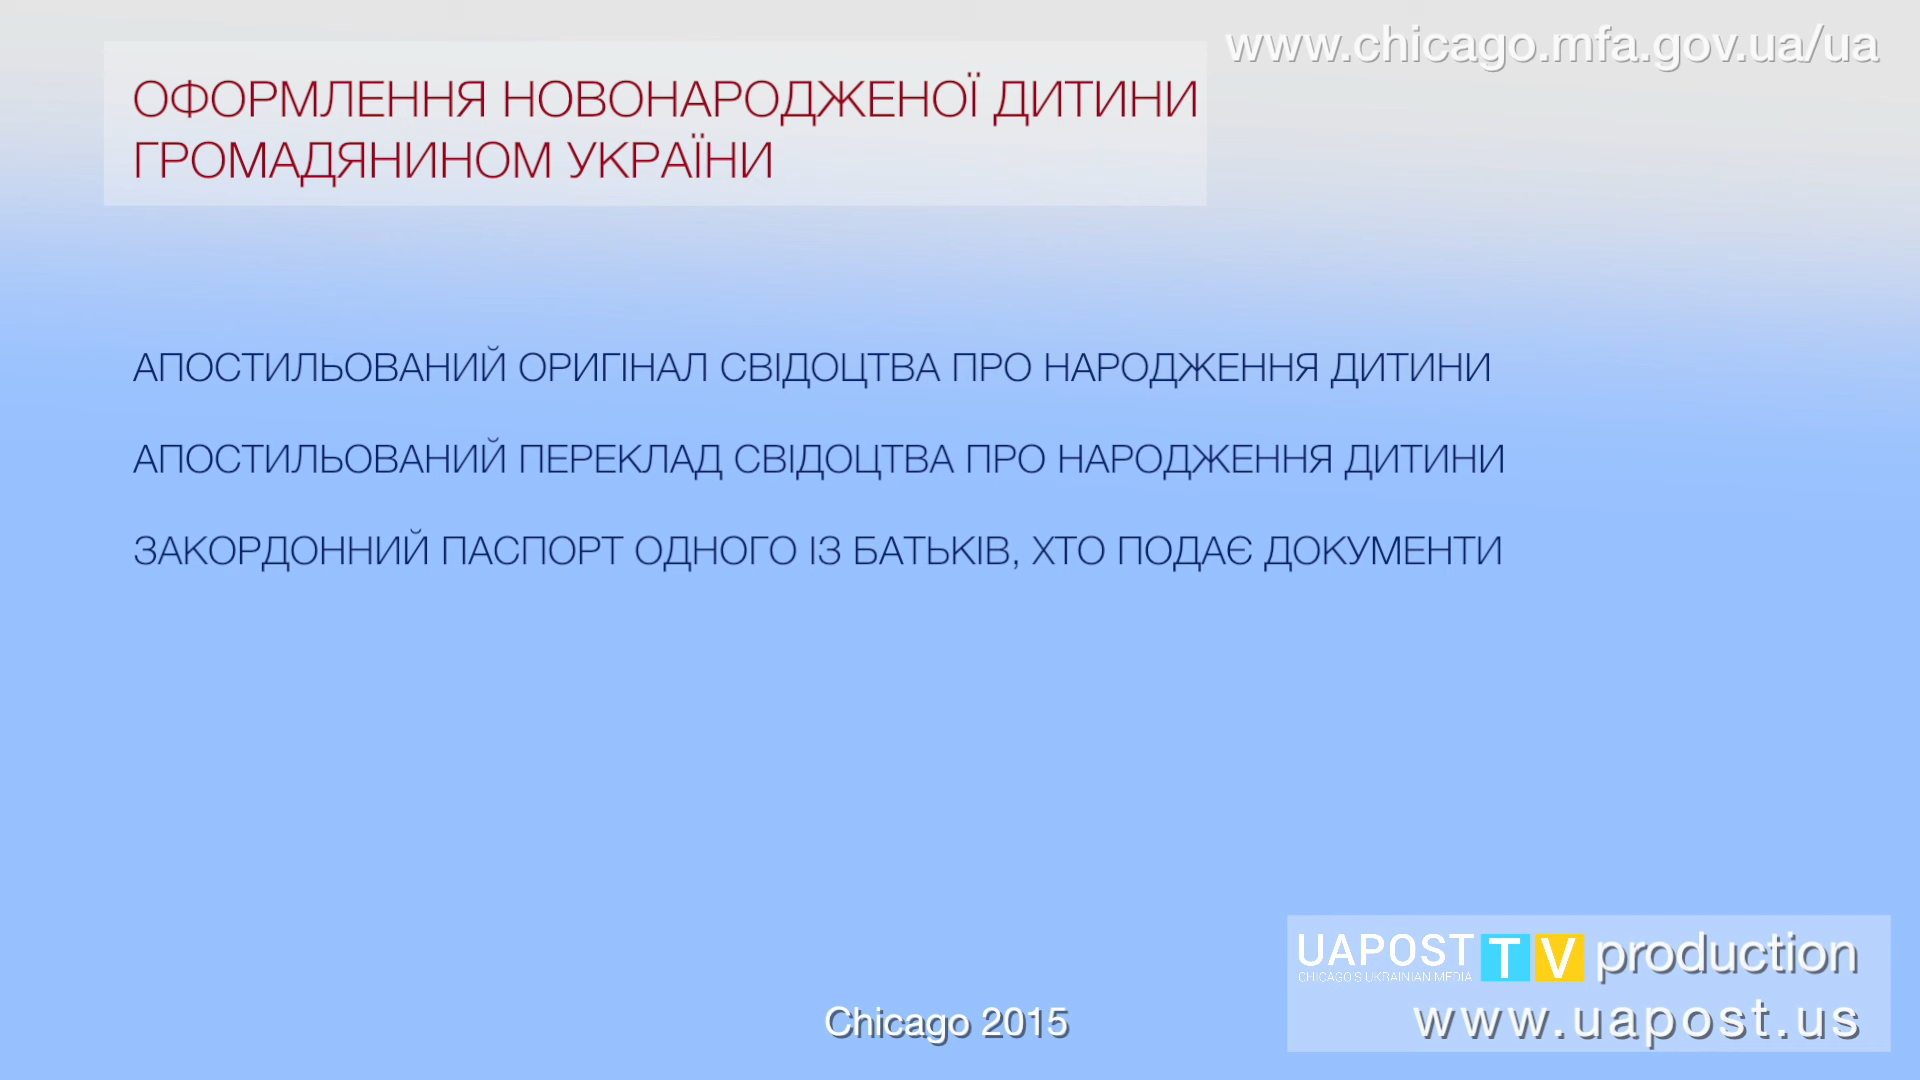 www.chicago.mfa.gov.ua/ua
ОФОРМЛЕННЯ НОВОНАРОДЖЕНОЇ ДИТИНИ
ГРОМАДЯНИНОМ УКРАЇНИ
АПОСТИЛЬОВАНИЙ ОРИГІНАЛ СВІДОЦТВА ПРО НАРОДЖЕННЯ ДИТИНИ
АПОСТИЛЬОВАНИЙ ПЕРЕКЛАД СВІДОЦТВА ПРО НАРОДЖЕННЯ ДИТИНИ
ЗАКОРДОННИЙ ПАСПОРТ ОДНОГО ІЗ БАТЬКІВ, ХТО ПОДАЄ ДОКУМЕНТИ
UAPOST TV production
CHICAGO'S UKRAINIAN MEDIA
www.uapost.us
Chicago 2015